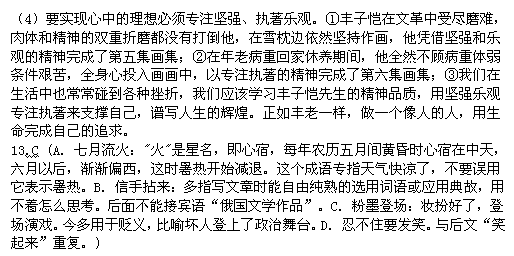 （4）要实现心中的理想必须专注坚强、执著乐观。①丰子恺在文革中受尽磨难，
肉体和精神的双重折磨都没有打倒他，在雪枕边依然坚持作画，他凭借坚强和乐
观的精神完成了第五集画集；②在年老病重回家休养期间，他全然不顾病重体弱
条件艰苦，全身心投入画画中，以专注执著的精神完成了第六集画集；③我们在
生活中也常常碰到各种挫折，我们应该学习丰子恺先生的精神品质，用坚强乐观
专注执著来支撑自己，谱写人生的辉煌。正如丰老一样，做一个像人的人，用生
命完成自己的追求。
13.C（A．七月流火："火"是星名，即心宿，每年农历五月间黄昏时心宿在中天，
六月以后，渐渐偏西，这时暑热开始减退。这个成语专指天气快凉了，不要误用
它表示暑热。B．信手拈来：多指写文章时能自由纯熟的选用词语或应用典故，用
不着怎么思考。后面不能接宾语“俄国文学作品”。C．粉墨登场：妆扮好了，登
场演戏。今多用于贬义，比喻坏人登上了政治舞台。D．忍不住要发笑。与后文“笑
起来”重复。）